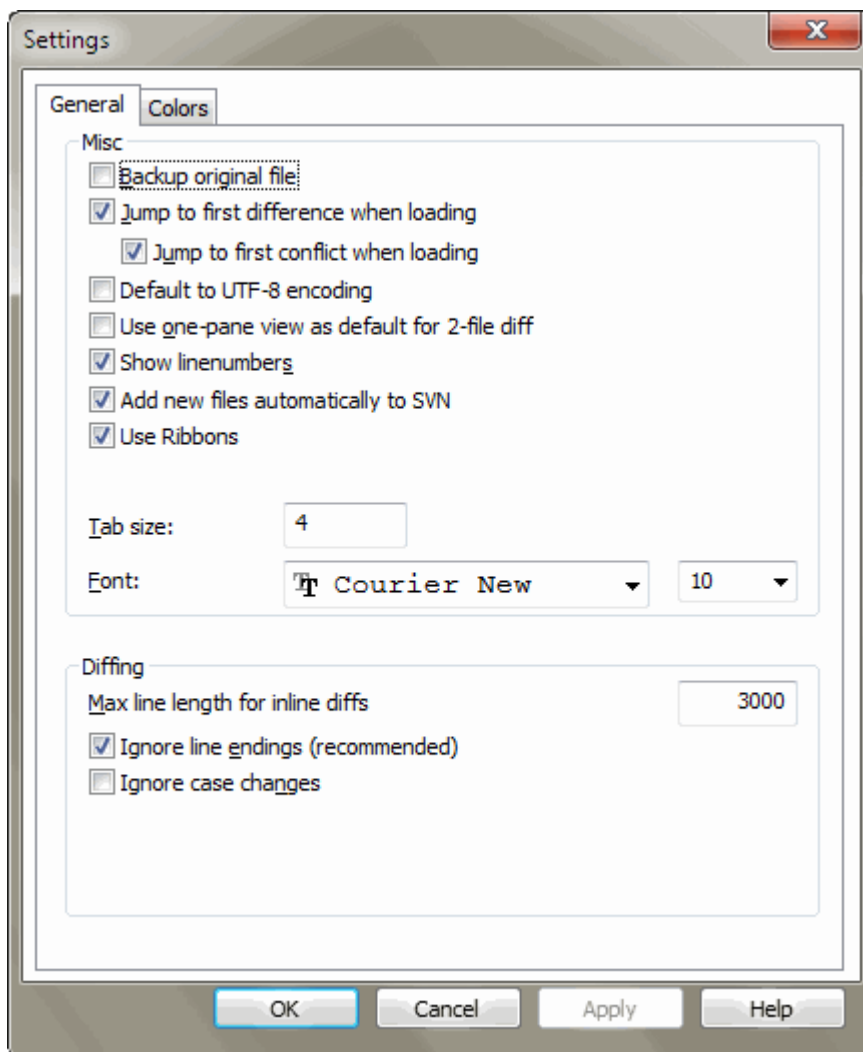 Settings
General Colors
Misc
Backup original file
Jump to first difference when loading
Jump to first conflict when loading
Default to UTF-8 encoding
Use one-pane view as default for 2-file diff
Show linenumbers
Add new files automatically to SVN
Use Ribbons
Tab size: 4
Font: Courier New 10
Diffing
Max line length for inline diffs 3000
Ignore line endings (recommended)
Ignore case changes
OK Cancel Apply Help